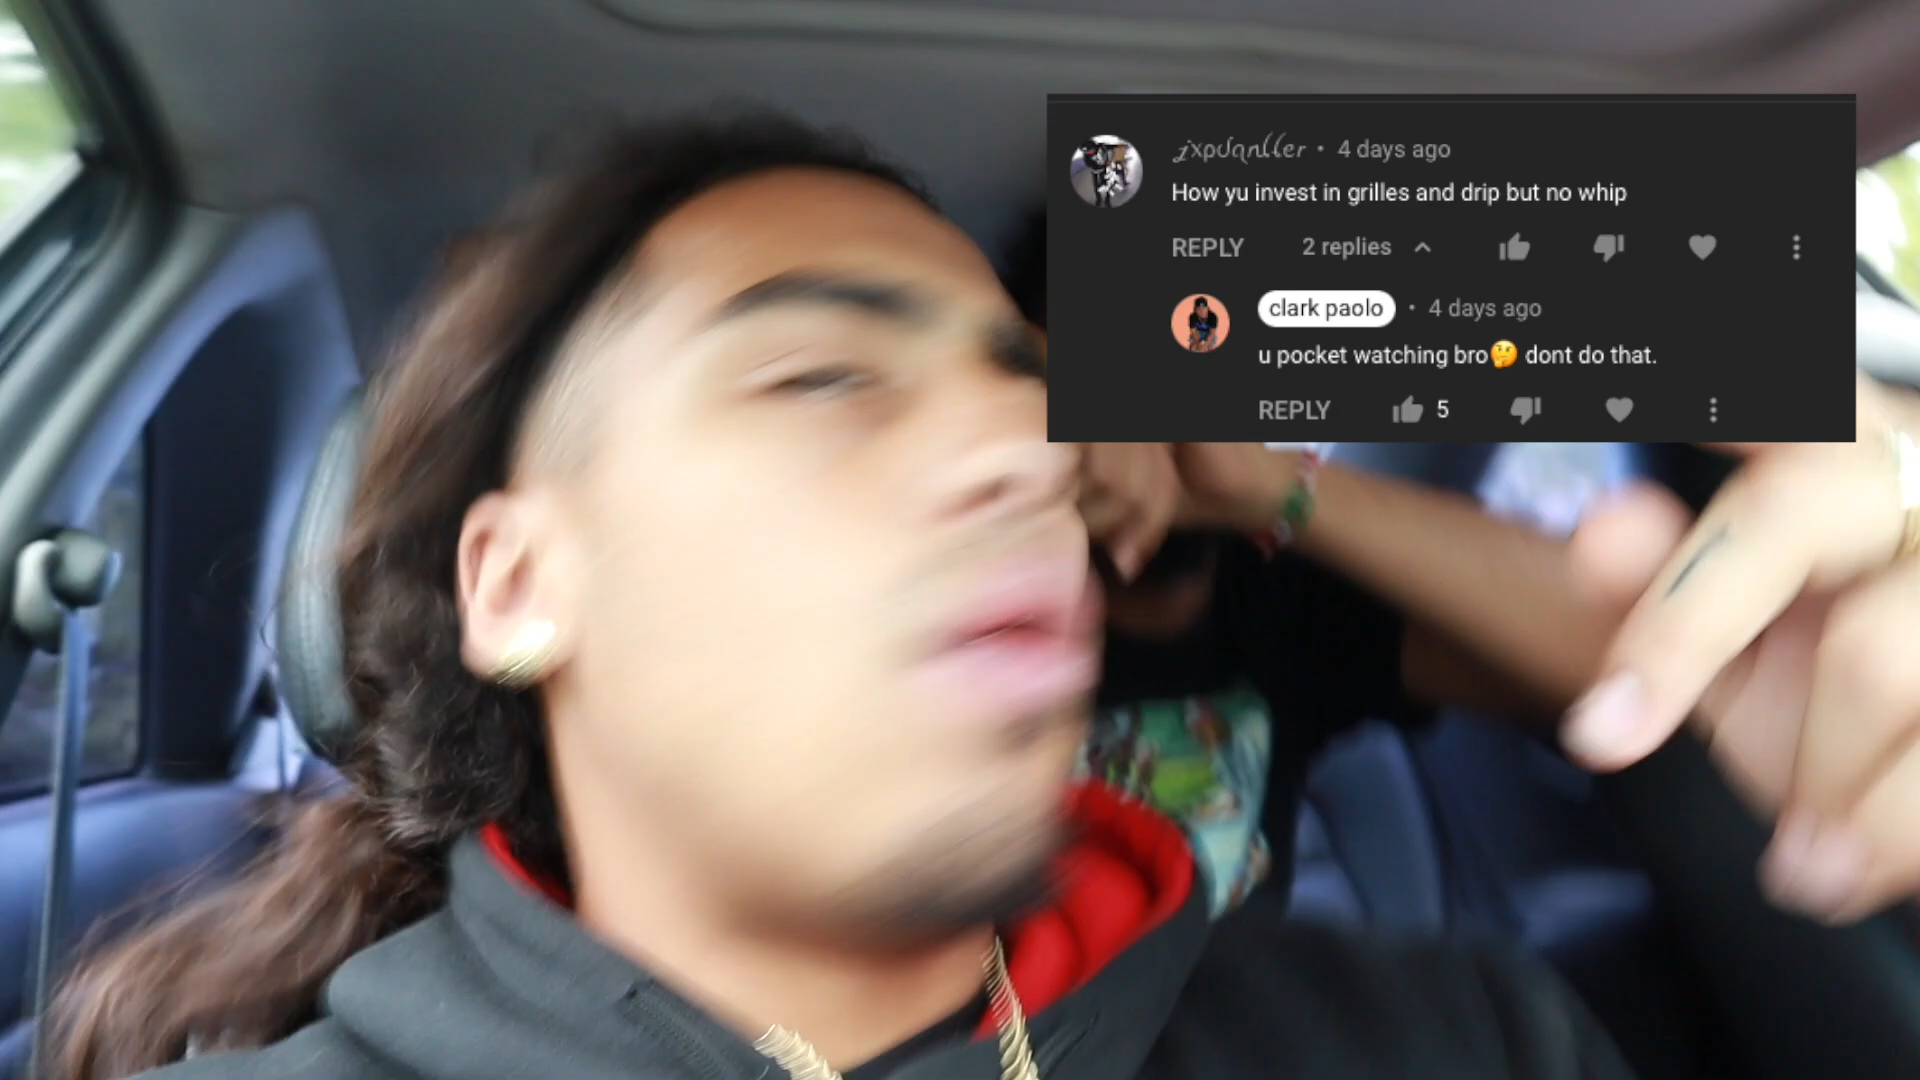 4 days ago
How yu invest in grilles and drip but no whip
REPLY 2 replies
clark paolo • 4 days ago
u pocket watching bro🤔 dont do that.
REPLY 5